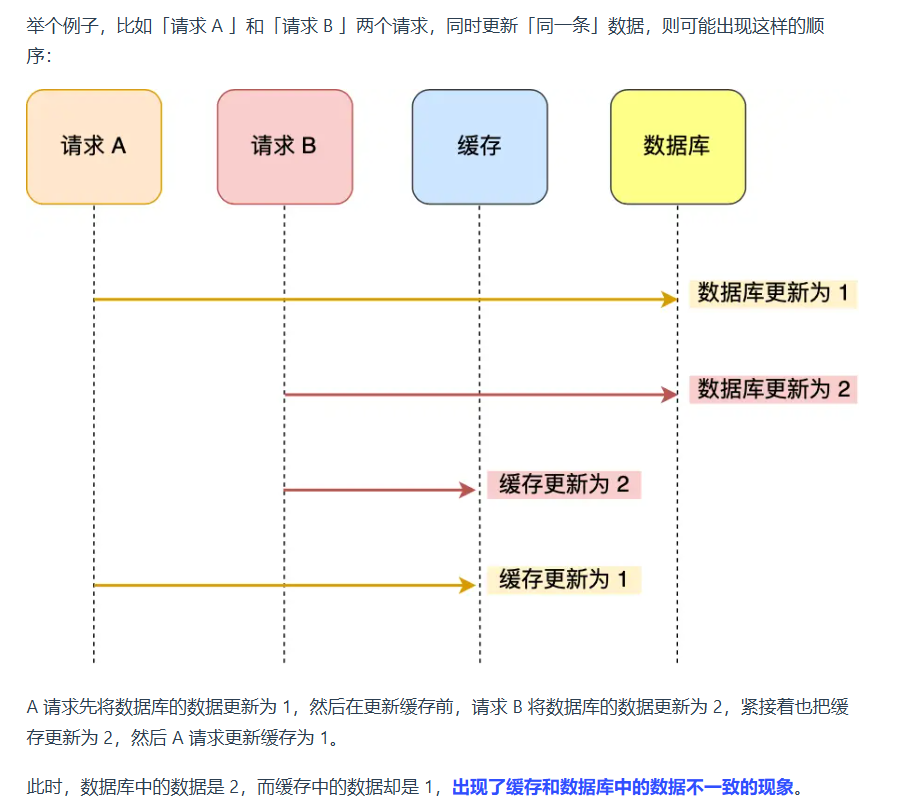 举个例子，比如「请求 A 」和「请求 B 」两个请求，同时更新「同一条」数据，则可能出现这样的顺
序：
请求 A
请求 B
缓存
数据库
数据库更新为 1
数据库更新为 2
缓存更新为 2
缓存更新为 1
A 请求先将数据库的数据更新为 1，然后在更新缓存前，请求 B 将数据库的数据更新为 2，紧接着也把缓
存更新为 2，然后 A 请求更新缓存为 1。
此时，数据库中的数据是 2，而缓存中的数据却是 1，出现了缓存和数据库中的数据不一致的现象。